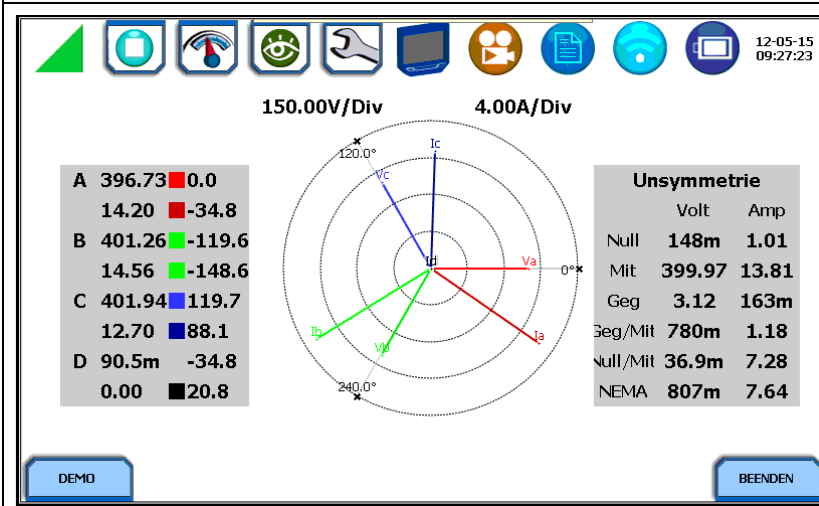 12-05-15
09:27:23
150.00V/Div 4.00A/Div
A 396.73 0.0
14.20 -34.8
B 401.26 -119.6
14.56 -148.6
C 401.94 119.7
12.70 88.1
D 90.5m -34.8
0.00 20.8
120.0°
Ic
Vc
Id
Va
0°
Ib
Vb
Ia
240.0°
Unsymmetrie
Volt Amp
Null 148m 1.01
Mit 399.97 13.81
Geg 3.12 163m
Geg/Mit 780m 1.18
Null/Mit 36.9m 7.28
NEMA 807m 7.64
DEMO
BEENDEN